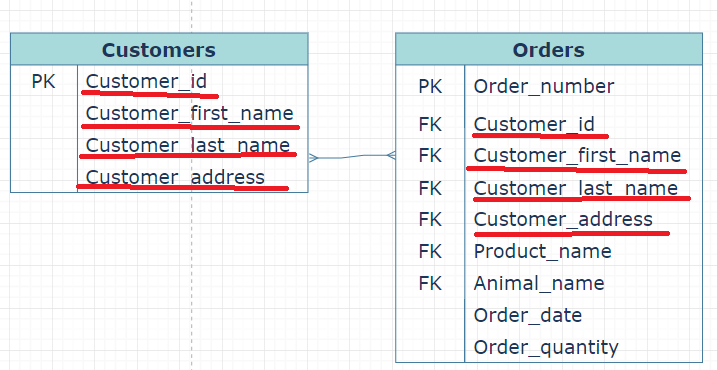 Customers
PK Customer_id
Customer_first_name
Customer_last_name
Customer_address
Orders
PK Order_number
FK Customer_id
FK Customer_first_name
FK Customer_last_name
FK Customer_address
FK Product_name
FK Animal_name
Order_date
Order_quantity